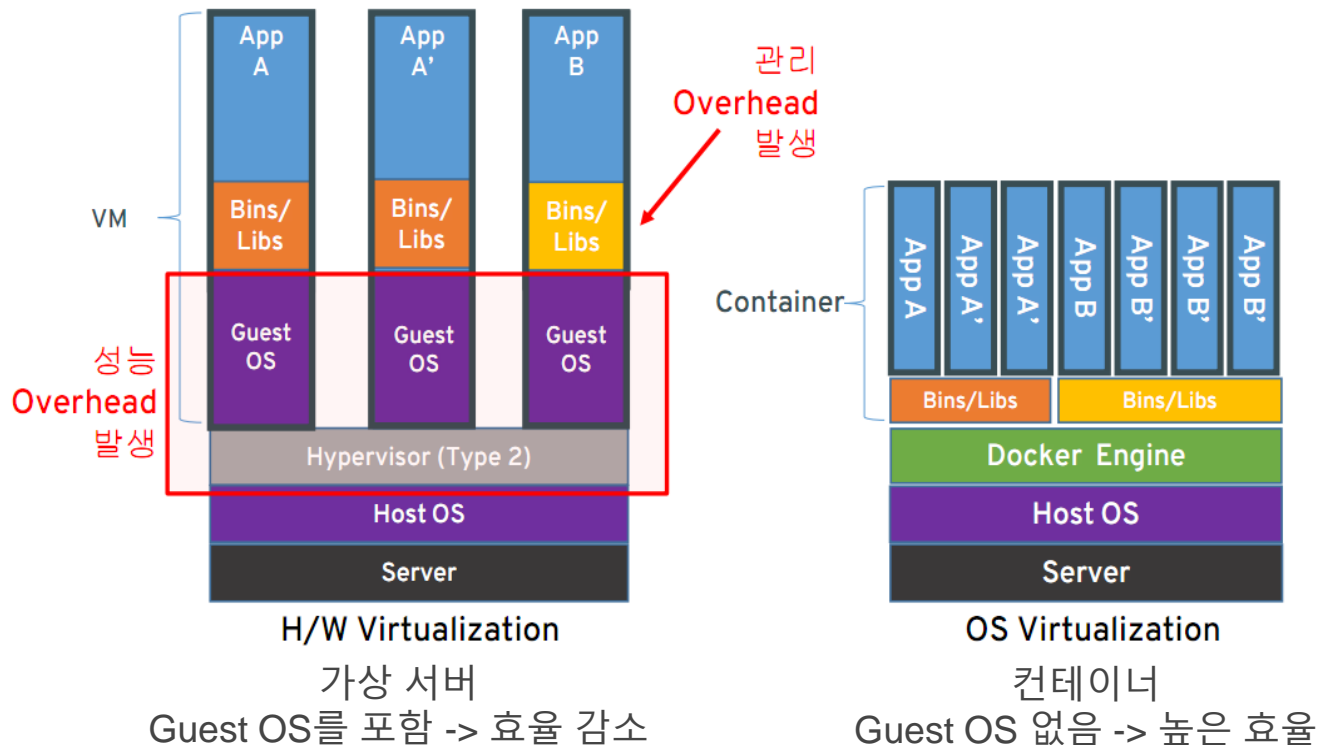 App
A
App
A’
App
B
관리
Overhead
발생
VM
Bins/
Libs
Bins/
Libs
Bins/
Libs
Guest
OS
Guest
OS
Guest
OS
성능
Overhead
발생
Hypervisor (Type 2)
Host OS
Server
H/W Virtualization
가상 서버
Guest OS를 포함 -> 효율 감소
Container
App A
App A’
App A’
App B
App B’
App B’
App B’
Bins/Libs
Bins/Libs
Docker Engine
Host OS
Server
OS Virtualization
컨테이너
Guest OS 없음 -> 높은 효율